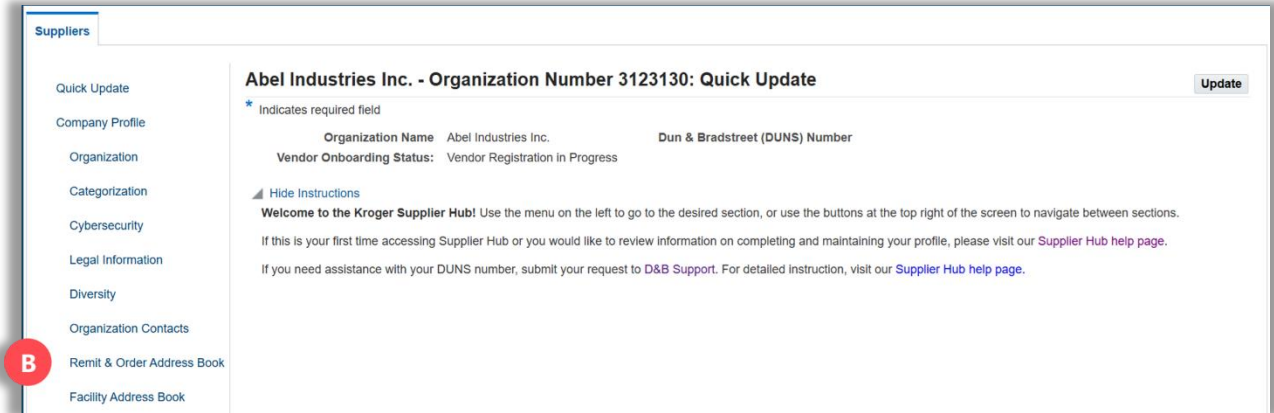 Suppliers
Quick Update
Company Profile
Organization
Categorization
Cybersecurity
Legal Information
Diversity
Organization Contacts
B
Remit & Order Address Book
Facility Address Book
Abel Industries Inc. - Organization Number 3123130: Quick Update
Update
* Indicates required field
Organization Name Abel Industries Inc. Dun & Bradstreet (DUNS) Number
Vendor Onboarding Status: Vendor Registration in Progress
Hide Instructions
Welcome to the Kroger Supplier Hub! Use the menu on the left to go to the desired section, or use the buttons at the top right of the screen to navigate between sections.
If this is your first time accessing Supplier Hub or you would like to review information on completing and maintaining your profile, please visit our Supplier Hub help page.
If you need assistance with your DUNS number, submit your request to D&B Support. For detailed instruction, visit our Supplier Hub help page.